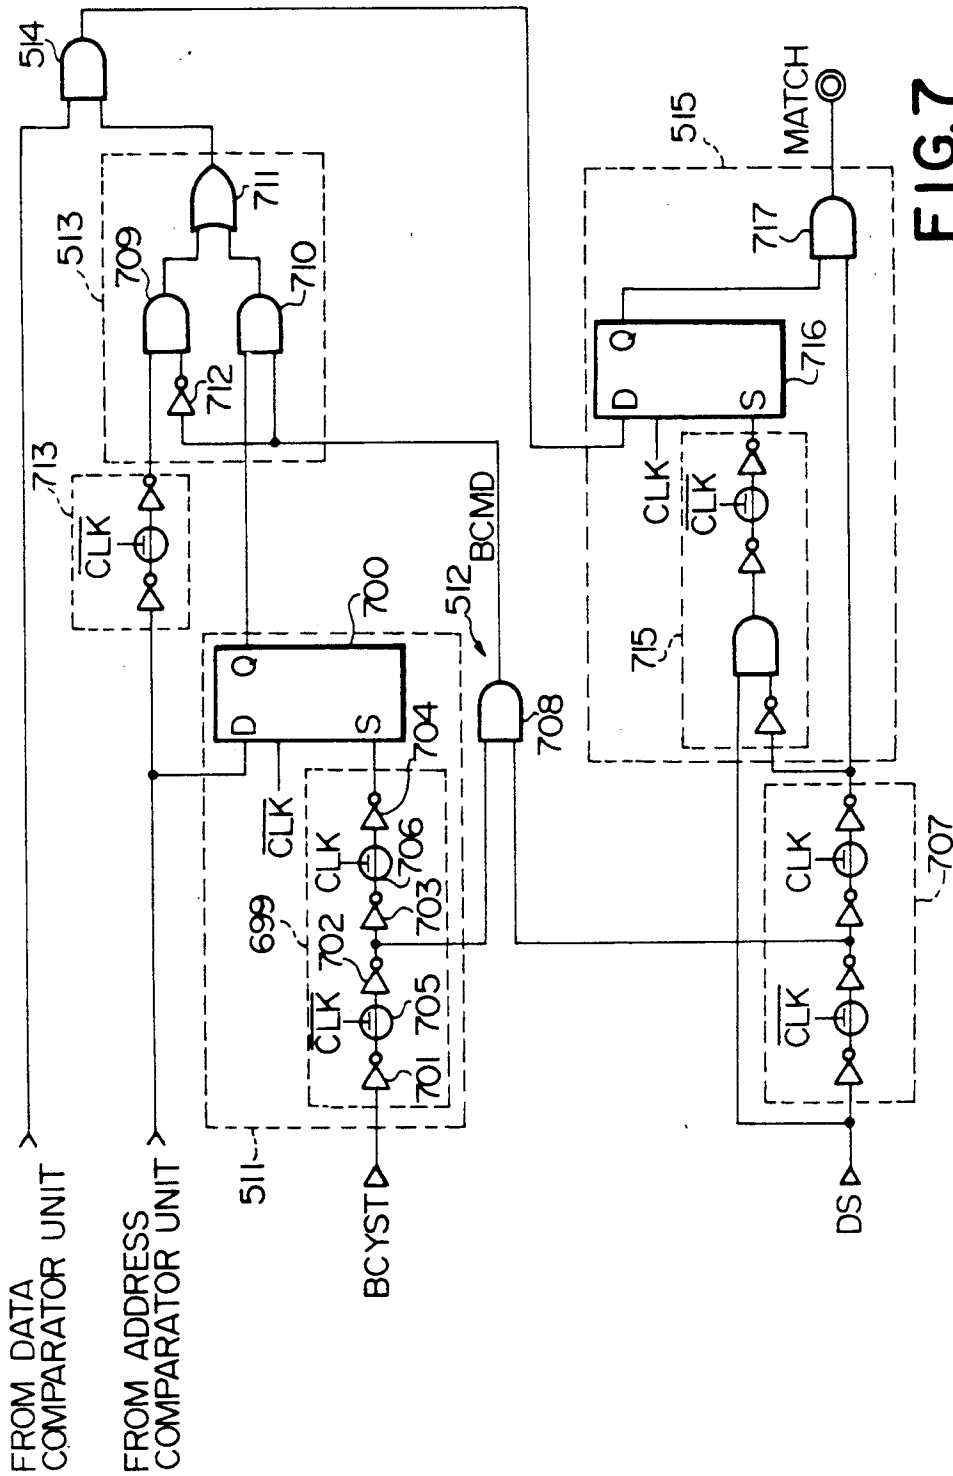 FROM DATA
COMPARATOR UNIT
FROM ADDRESS
COMPARATOR UNIT
514
513
709
711
710
712
713
CLK
511
700
D
Q
S
CLK
699
BCYST
701
CLK
705
702
703
CLK
706
704
708
512
BCMD
515
D
Q
S
716
CLK
717
MATCH
715
CLK
DS
CLK
CLK
707
FIG.7